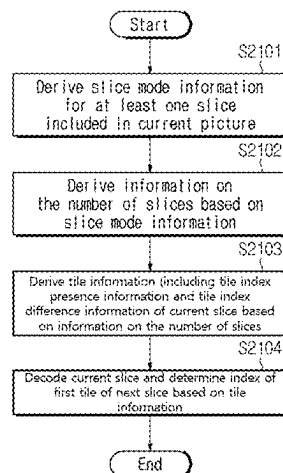 Start
S2101
Derive slice mode information
for at least one slice
included in current picture
S2102
Derive information on
the number of slices based on
slice mode information
S2103
Derive tile information (including tile index
presence information and tile index
difference information of current slice based
on information on the number of slices
S2104
Decode current slice and determine index of
first tile of next slice based on tile
information
End